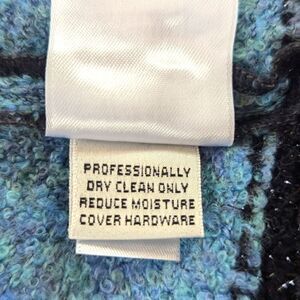 PROFESSIONALLY
DRY CLEAN ONLY
REDUCE MOISTURE
COVER HARDWARE